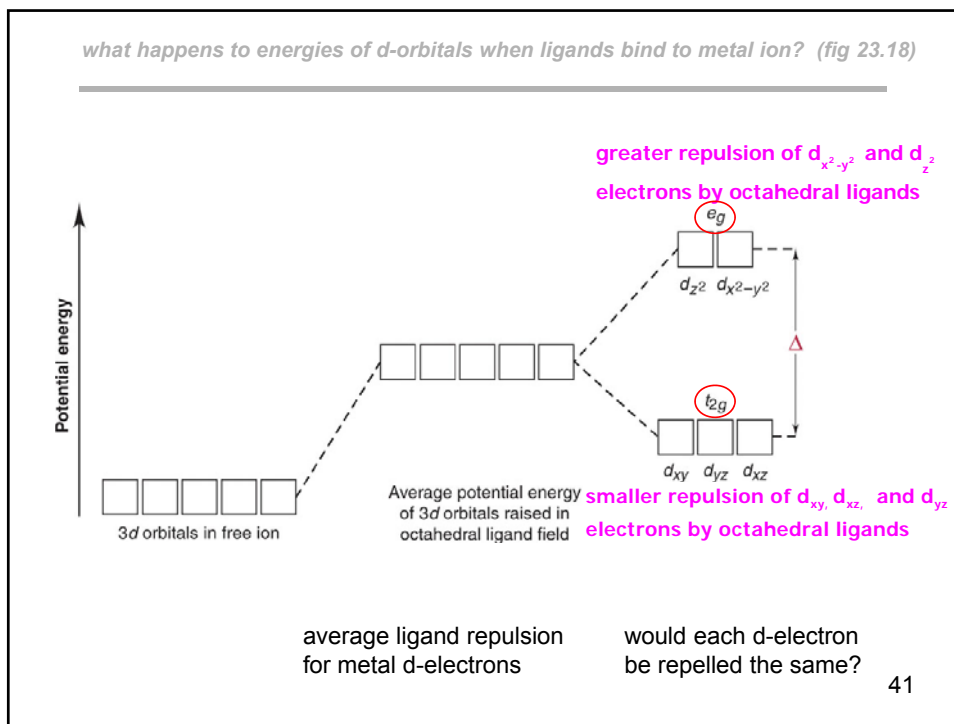 what happens to energies of d-orbitals when ligands bind to metal ion? (fig 23.18)
greater repulsion of dx²-y² and dz²
electrons by octahedral ligands
eg
dz² dx²–y²
Potential energy
Δ
t2g
dxy dyz dxz
3d orbitals in free ion
Average potential energy
of 3d orbitals raised in
octahedral ligand field
smaller repulsion of dxy, dxz, and dyz
electrons by octahedral ligands
average ligand repulsion
for metal d-electrons
would each d-electron
be repelled the same?
41